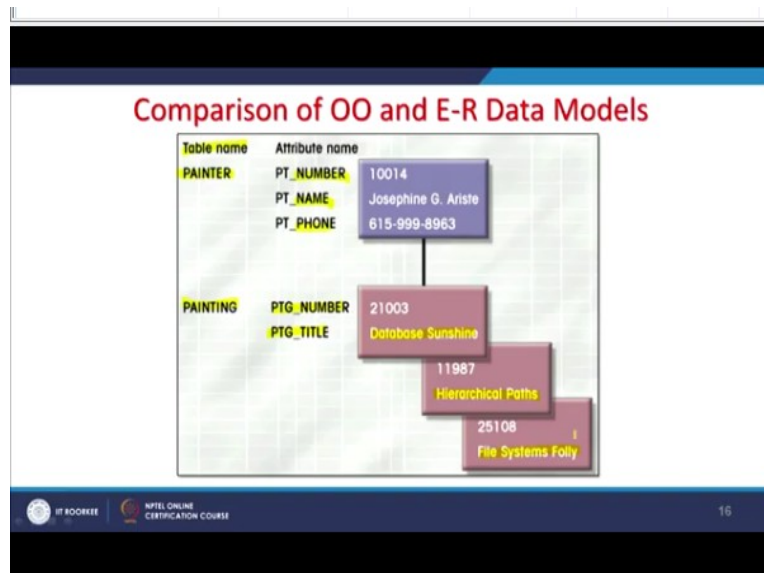 Comparison of OO and E-R Data Models
Table name Attribute name
PAINTER PT_NUMBER 10014
PT_NAME Josephine G. Ariste
PT_PHONE 615-999-8963
PAINTING PTG_NUMBER 21003
PTG_TITLE Database Sunshine
11987
Hierarchical Paths
25108
File Systems Folly
IIT ROORKEE NPTEL ONLINE
CERTIFICATION COURSE
16